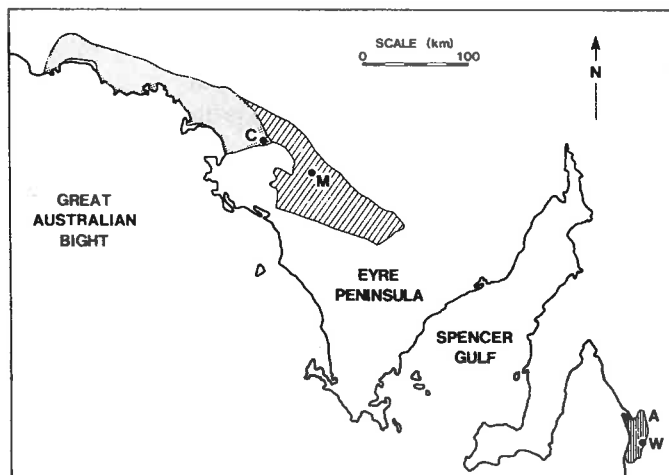 SCALE (km)
0 100
N
C
M
GREAT
AUSTRALIAN
BIGHT
EYRE
PENINSULA
SPENCER
GULF
A
W